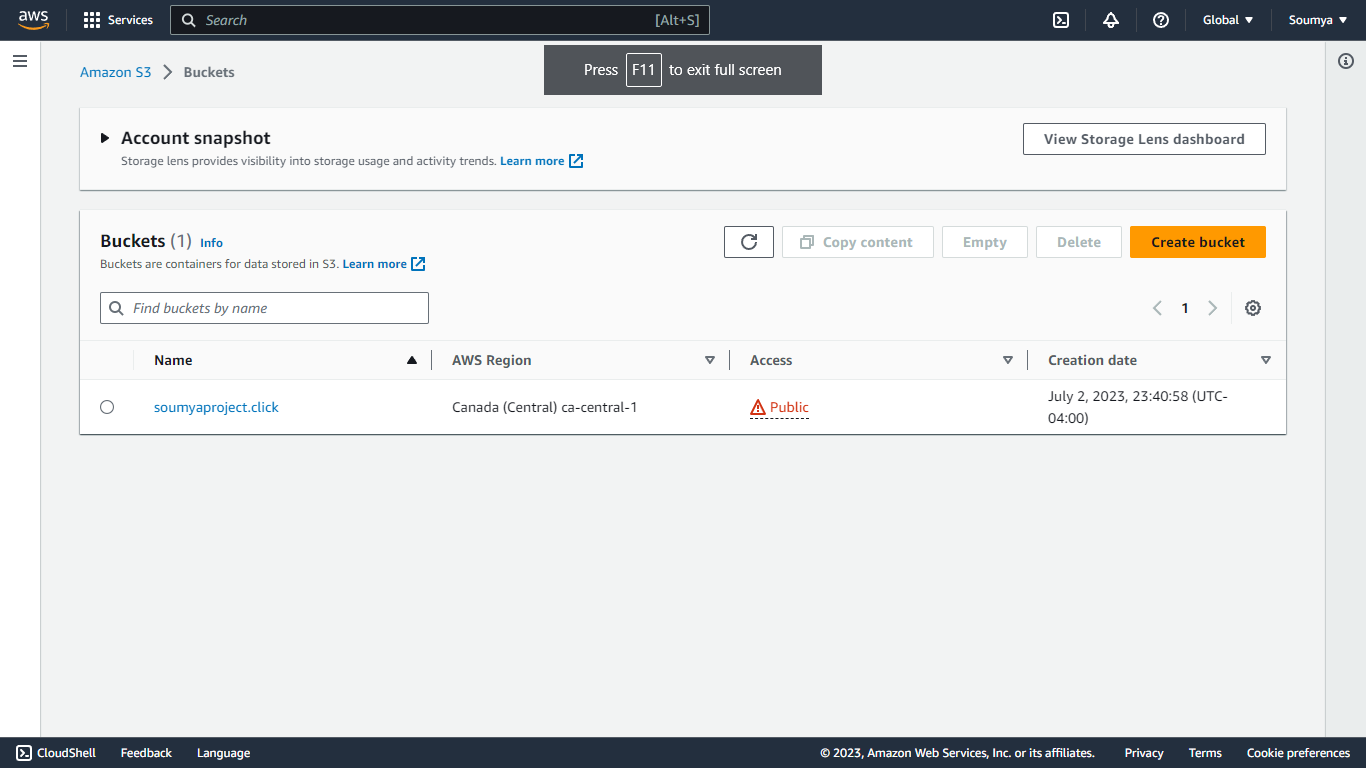 aws
Services
Search
[Alt+S]
Global
Soumya
Amazon S3
Buckets
Press F11 to exit full screen
Account snapshot
Storage lens provides visibility into storage usage and activity trends. Learn more
View Storage Lens dashboard
Buckets (1) Info
Buckets are containers for data stored in S3. Learn more
Copy content
Empty
Delete
Create bucket
Find buckets by name
1
Name
AWS Region
Access
Creation date
soumyaproject.click
Canada (Central) ca-central-1
Public
July 2, 2023, 23:40:58 (UTC-
04:00)
CloudShell
Feedback
Language
© 2023, Amazon Web Services, Inc. or its affiliates.
Privacy
Terms
Cookie preferences